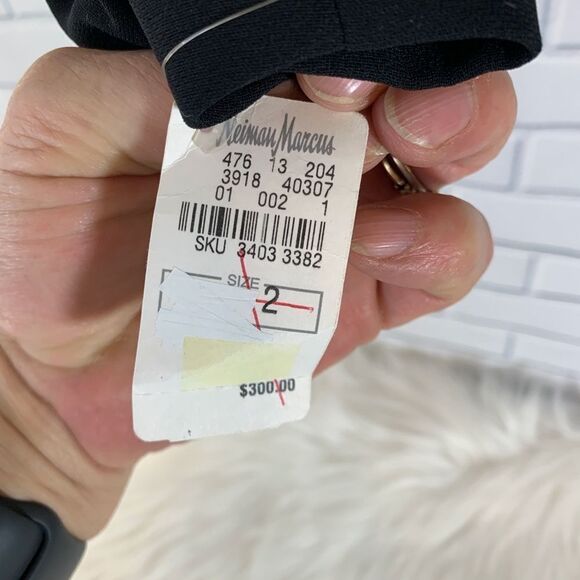 Neiman Marcus
476 13 204
3918 40307
01 002 1
SKU 3403 3382
SIZE
2
$300.00